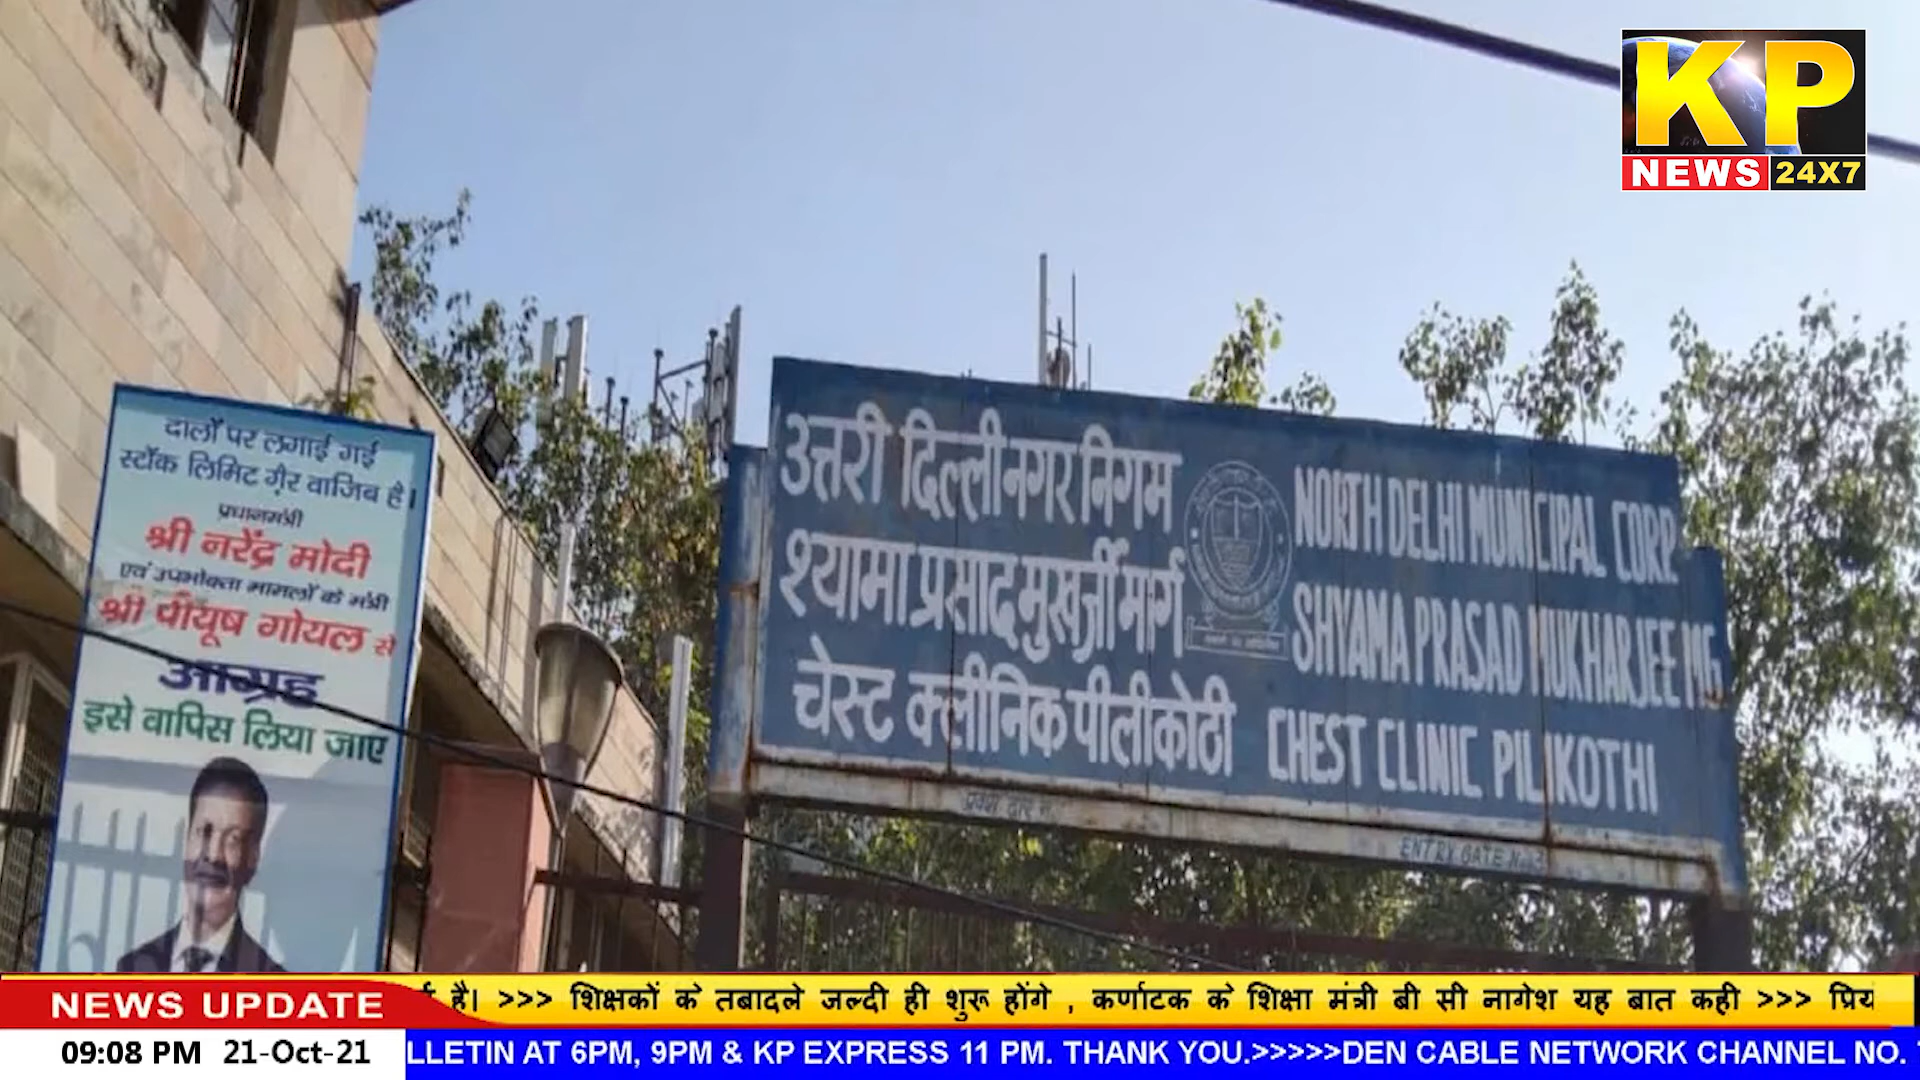 KP
NEWS 24X7
दालों पर लगाई गई
स्टॉक लिमिट गै़र वाजिब है।
प्रधानमंत्री
श्री नरेंद्र मोदी
एवं उपभोक्ता मामलों के मंत्री
श्री पीयूष गोयल से
आग्रह
इसे वापिस लिया जाए
उत्तरी दिल्ली नगर निगम
श्यामा प्रसाद मुखर्जी मार्ग
चेस्ट क्लीनिक पीलीकोठी
NORTH DELHI MUNICIPAL CORP.
SHYAMA PRASAD MUKHARJEE MG
CHEST CLINIC PILIKOTHI
ENTRY GATE No.
NEWS UPDATE
है। >>> शिक्षकों के तबादले जल्दी ही शुरू होंगे , कर्णाटक के शिक्षा मंत्री बी सी नागेश यह बात कही >>> प्रिय
09:08 PM 21-Oct-21
LLETIN AT 6PM, 9PM & KP EXPRESS 11 PM. THANK YOU.>>>>>DEN CABLE NETWORK CHANNEL NO.